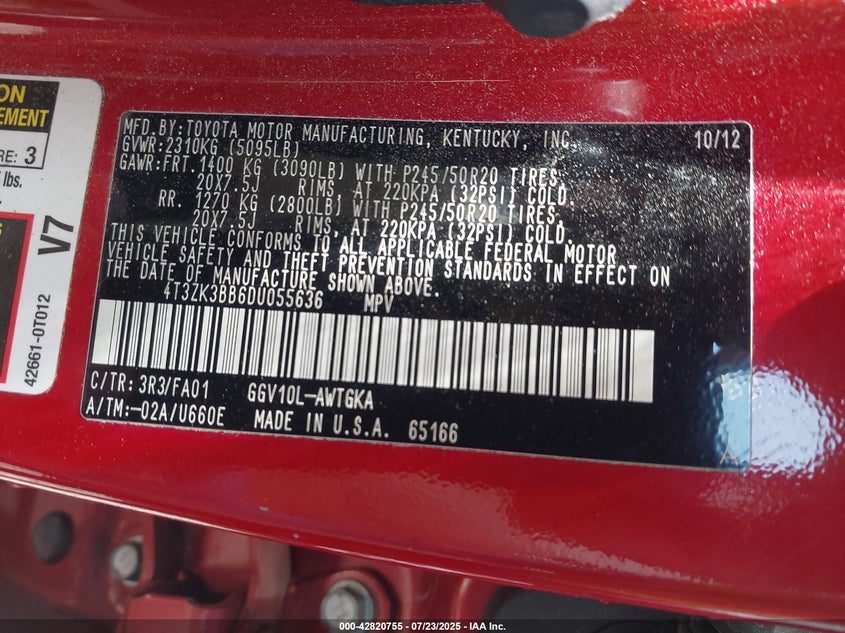 ON
EMENT
RE: 3
lbs.
S
V7
42661-0T012
MFD.BY:TOYOTA MOTOR MANUFACTURING, KENTUCKY, INC. 10/12
GVWR:2310KG (5095LB)
GAWR:FRT.1400 KG (3090LB) WITH P245/50R20 TIRES.
20X7.5J RIMS. AT 220KPA (32PSI) COLD.
RR. 1270 KG (2800LB) WITH P245/50R20 TIRES.
20X7.5J RIMS. AT 220KPA (32PSI) COLD.
THIS VEHICLE CONFORMS TO ALL APPLICABLE FEDERAL MOTOR
VEHICLE SAFETY AND THEFT PREVENTION STANDARDS IN EFFECT ON
THE DATE OF MANUFACTURE SHOWN ABOVE.
4T3ZK3BB6DU055636 MPV
C/TR: 3R3/FA01 GGV10L-AWTGKA
A/TM:-02A/U660E MADE IN U.S.A. 65166
A
000-42820755 - 07/23/2025 - IAA Inc.